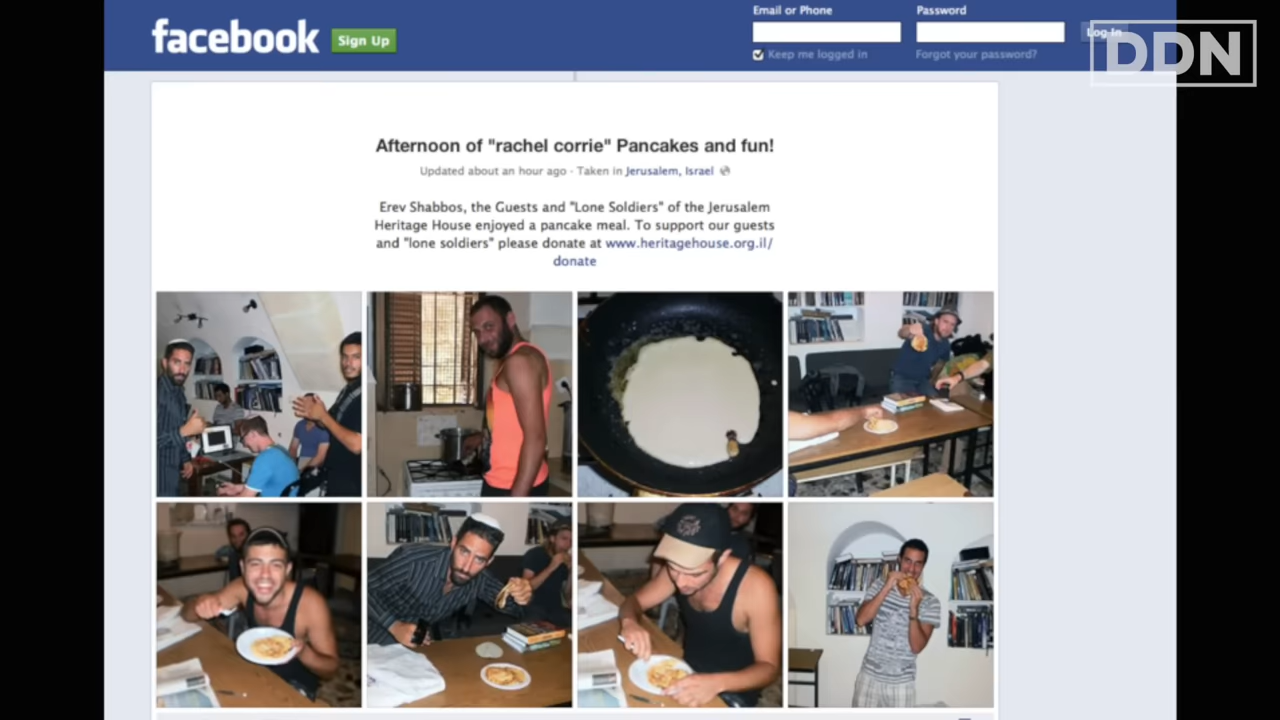 Email or Phone
Password
facebook
Sign Up
Log In
Keep me logged in
Forgot your password?
DDN
Afternoon of "rachel corrie" Pancakes and fun!
Updated about an hour ago · Taken in Jerusalem, Israel
Erev Shabbos, the Guests and "Lone Soldiers" of the Jerusalem
Heritage House enjoyed a pancake meal. To support our guests
and "lone soldiers" please donate at www.heritagehouse.org.il/
donate